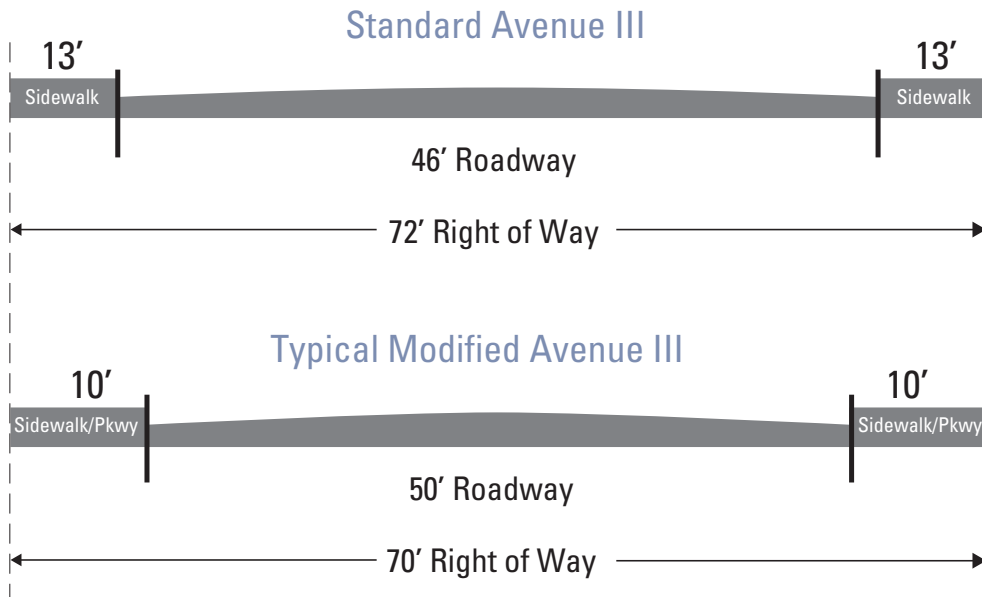 Standard Avenue III
13’ 13’
Sidewalk Sidewalk
46’ Roadway
72’ Right of Way
Typical Modified Avenue III
10’ 10’
Sidewalk/Pkwy Sidewalk/Pkwy
50’ Roadway
70’ Right of Way